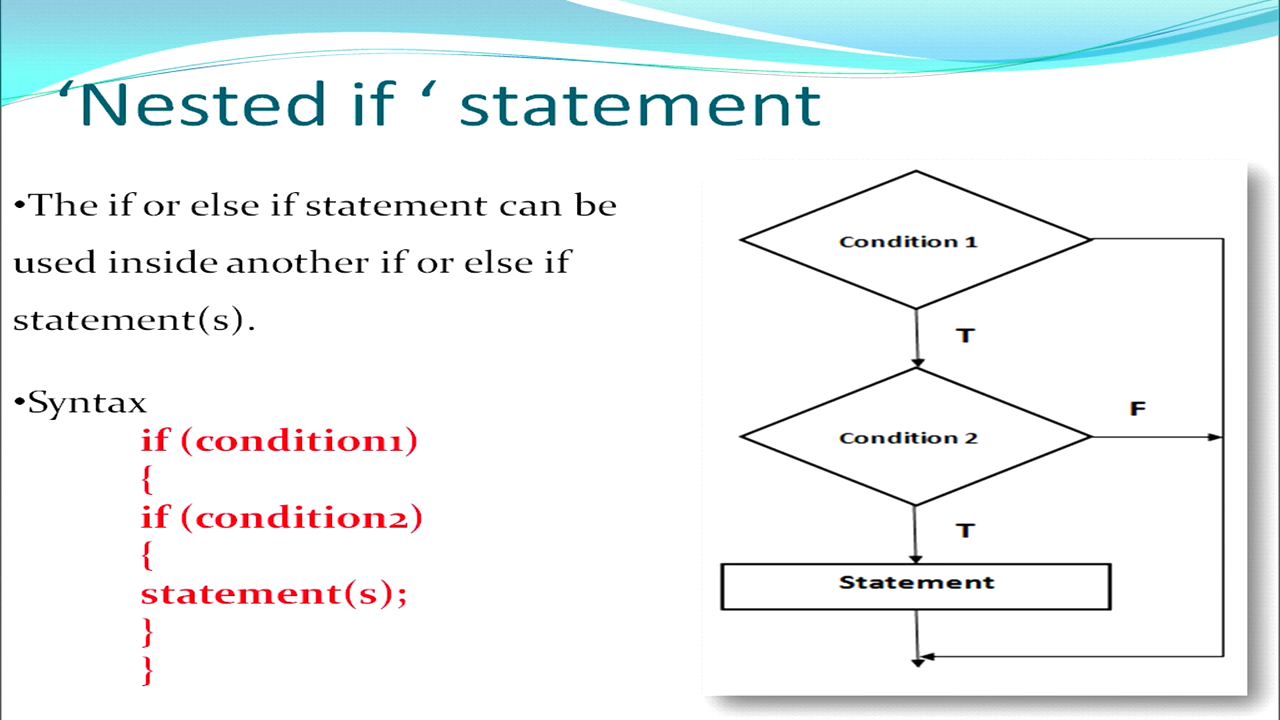 ‘Nested if ‘ statement
•The if or else if statement can be
used inside another if or else if
statement(s).
•Syntax
if (condition1)
{
if (condition2)
{
statement(s);
}
}
Condition 1
T
Condition 2
F
T
Statement